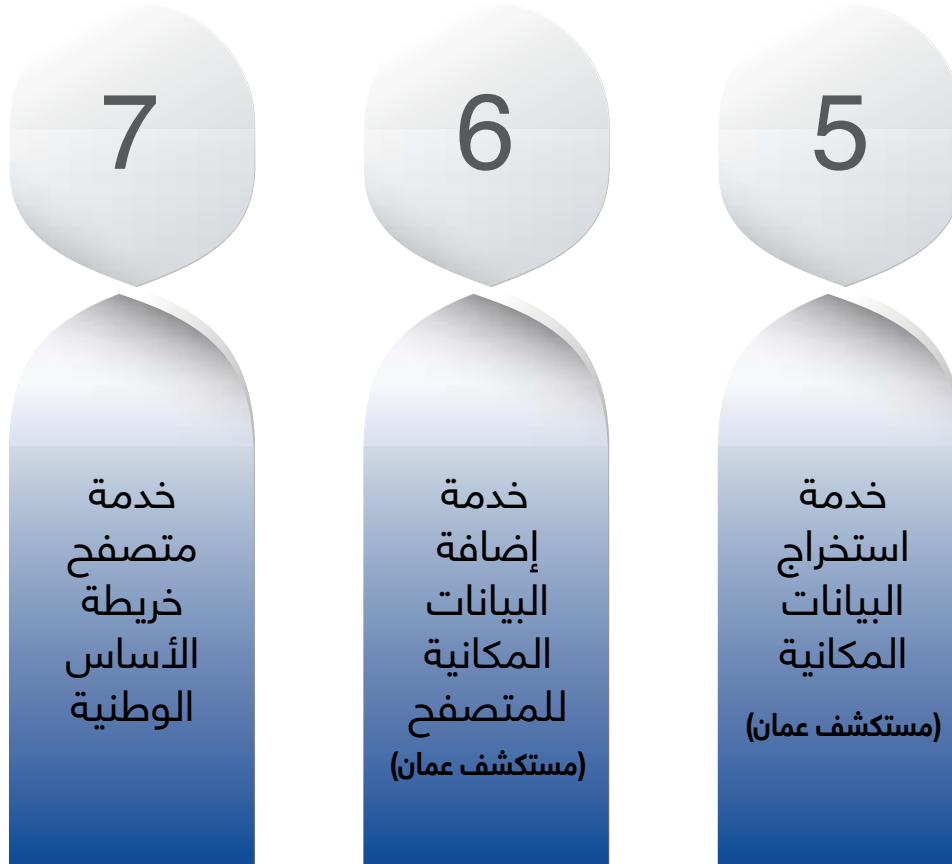 5
خدمة
استخراج
البيانات
المكانية
(مستكشف عمان)
6
خدمة
إضافة
البيانات
المكانية
للمتصفح
(مستكشف عمان)
7
خدمة
متصفح
خريطة
الأساس
الوطنية